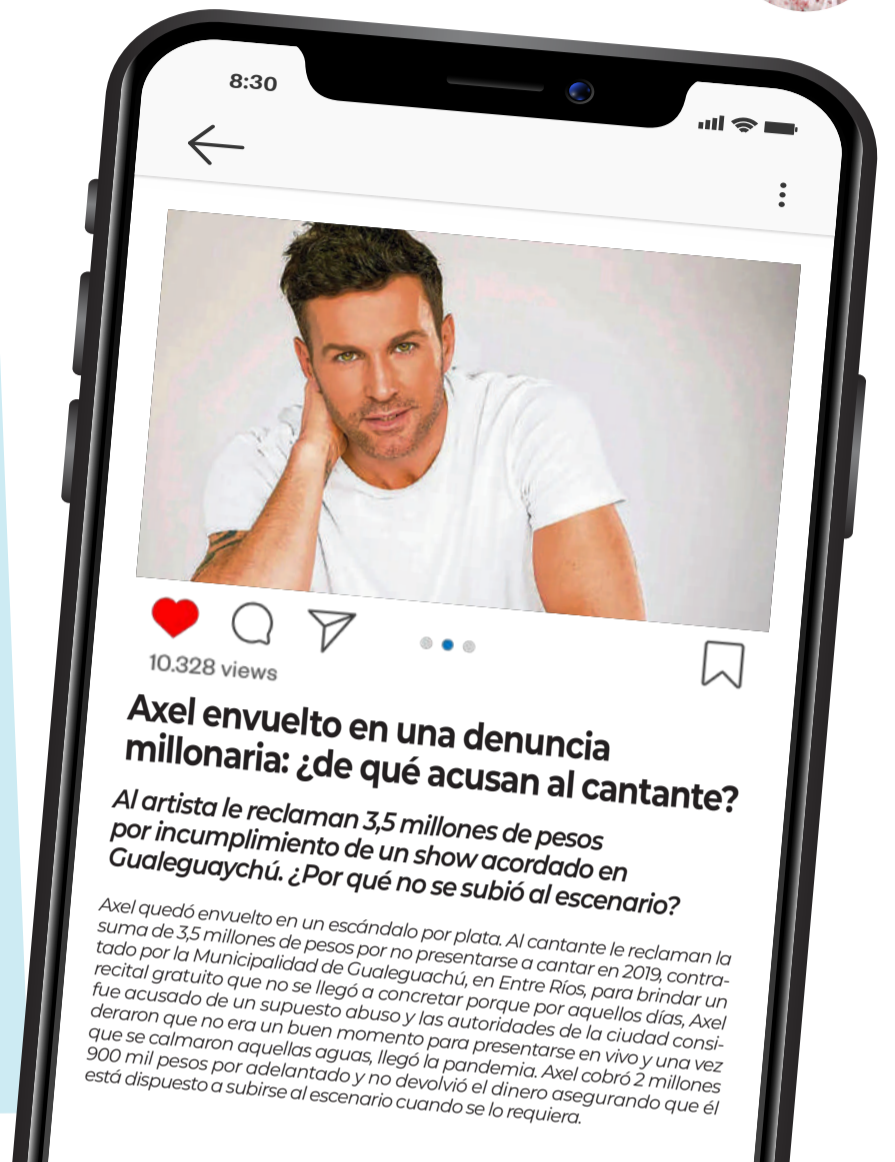 8:30
10.328 views
Axel envuelto en una denuncia
millonaria: ¿de qué acusan al cantante?
Al artista le reclaman 3,5 millones de pesos
por incumplimiento de un show acordado en
Gualeguaychú. ¿Por qué no se subió al escenario?
Axel quedó envuelto en un escándalo por plata. Al cantante le reclaman la
suma de 3,5 millones de pesos por no presentarse a cantar en 2019, contra-
tado por la Municipalidad de Gualeguachú, en Entre Ríos, para brindar un
recital gratuito que no se llegó a concretar porque por aquellos días, Axel
fue acusado de un supuesto abuso y las autoridades de la ciudad consi-
deraron que no era un buen momento para presentarse en vivo y una vez
que se calmaron aquellas aguas, llegó la pandemia. Axel cobró 2 millones
900 mil pesos por adelantado y no devolvió el dinero asegurando que él
está dispuesto a subirse al escenario cuando se lo requiera.